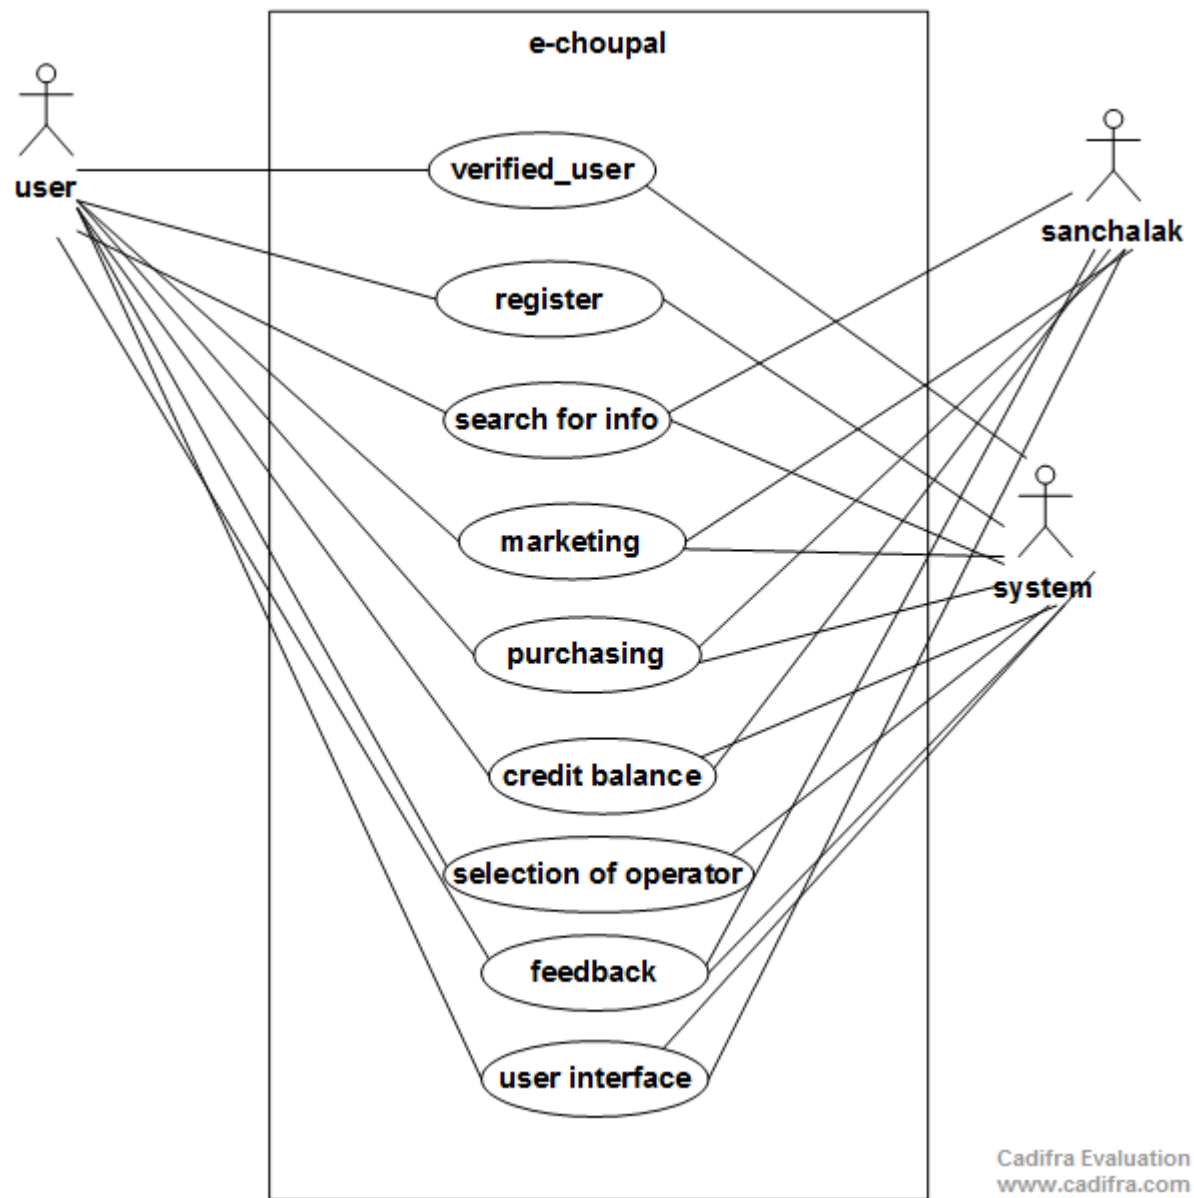 e-choupal
user
verified_user
sanchalak
register
search for info
marketing
system
purchasing
credit balance
selection of operator
feedback
user interface
Cadifra Evaluation
www.cadifra.com